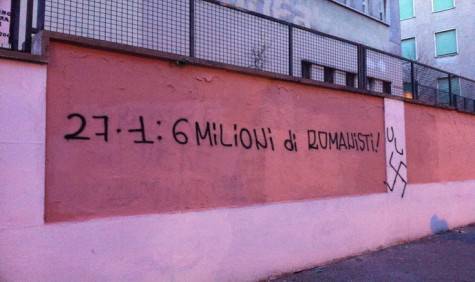 27.1: 6 MiLiONi di ROMANiSTi!